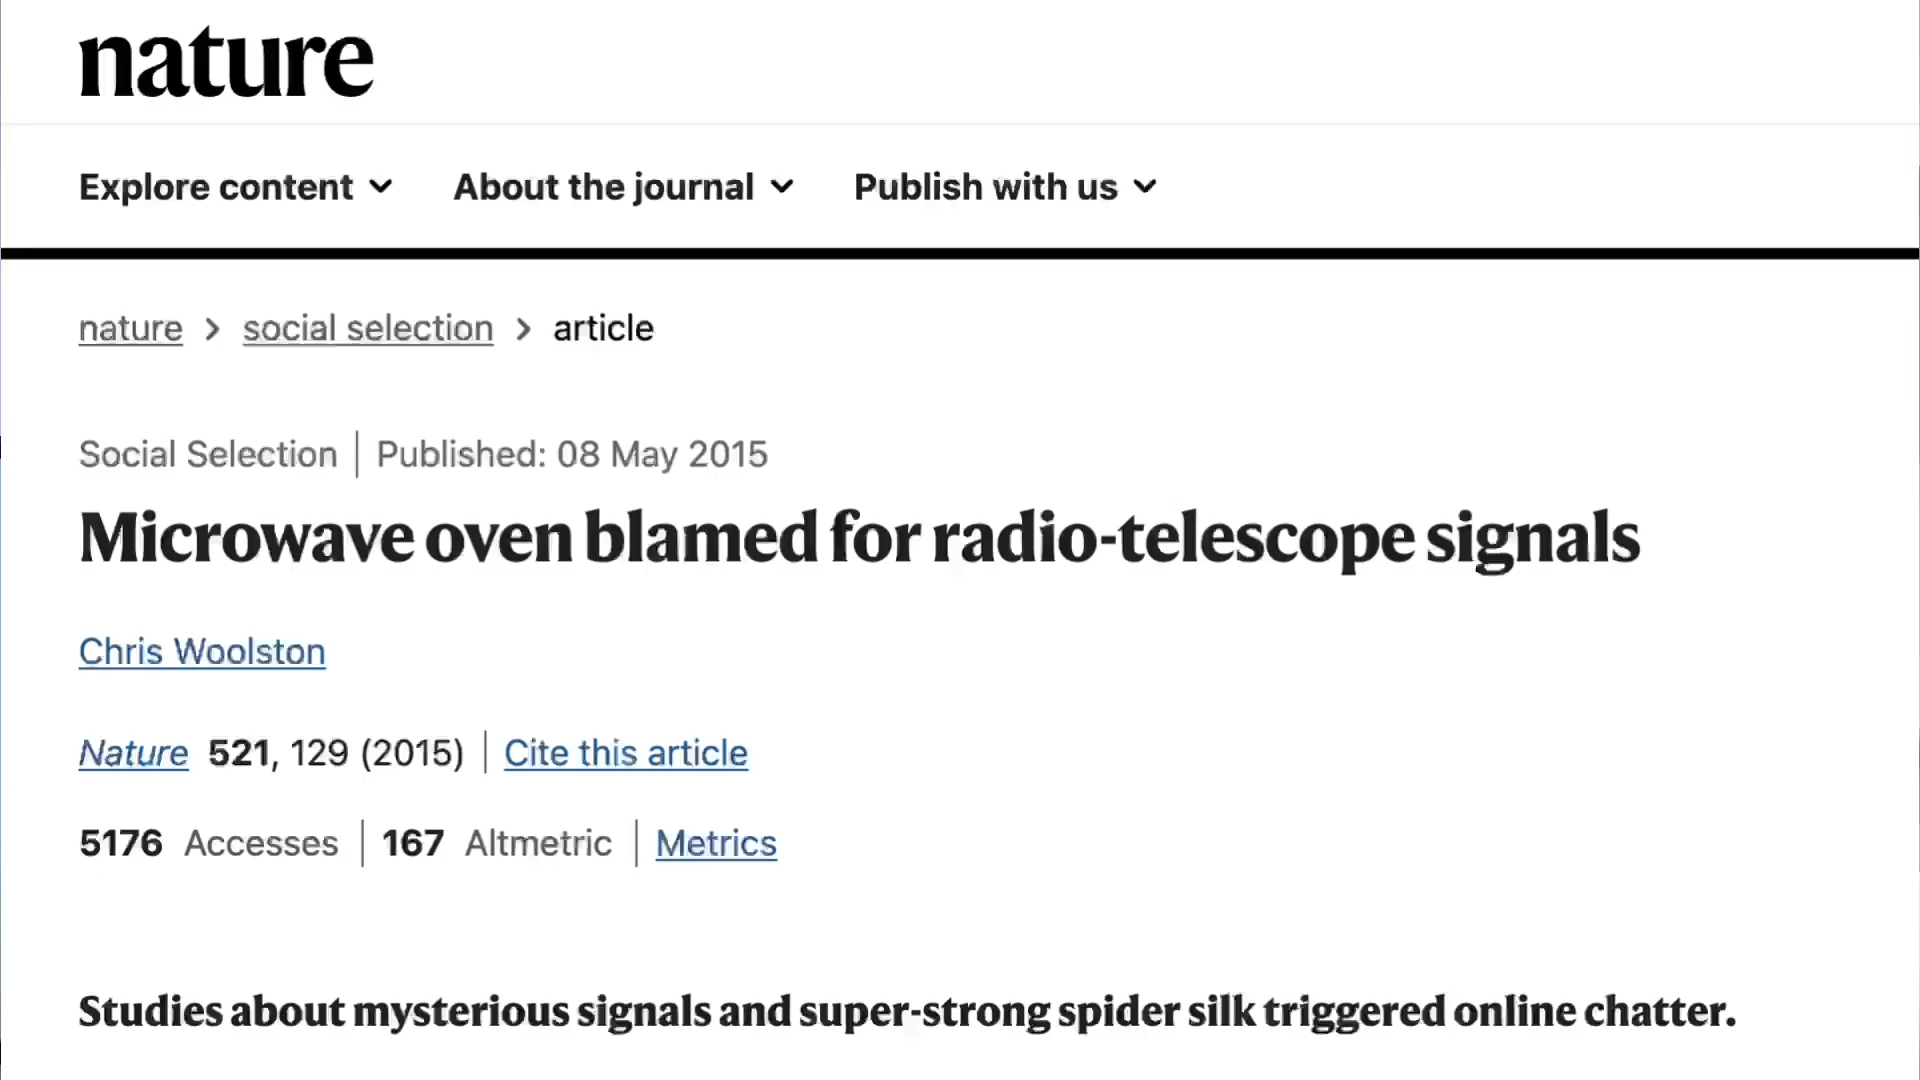 nature
Explore content About the journal Publish with us
nature > social selection > article
Social Selection | Published: 08 May 2015
Microwave oven blamed for radio-telescope signals
Chris Woolston
Nature 521, 129 (2015) | Cite this article
5176 Accesses | 167 Altmetric | Metrics
Studies about mysterious signals and super-strong spider silk triggered online chatter.